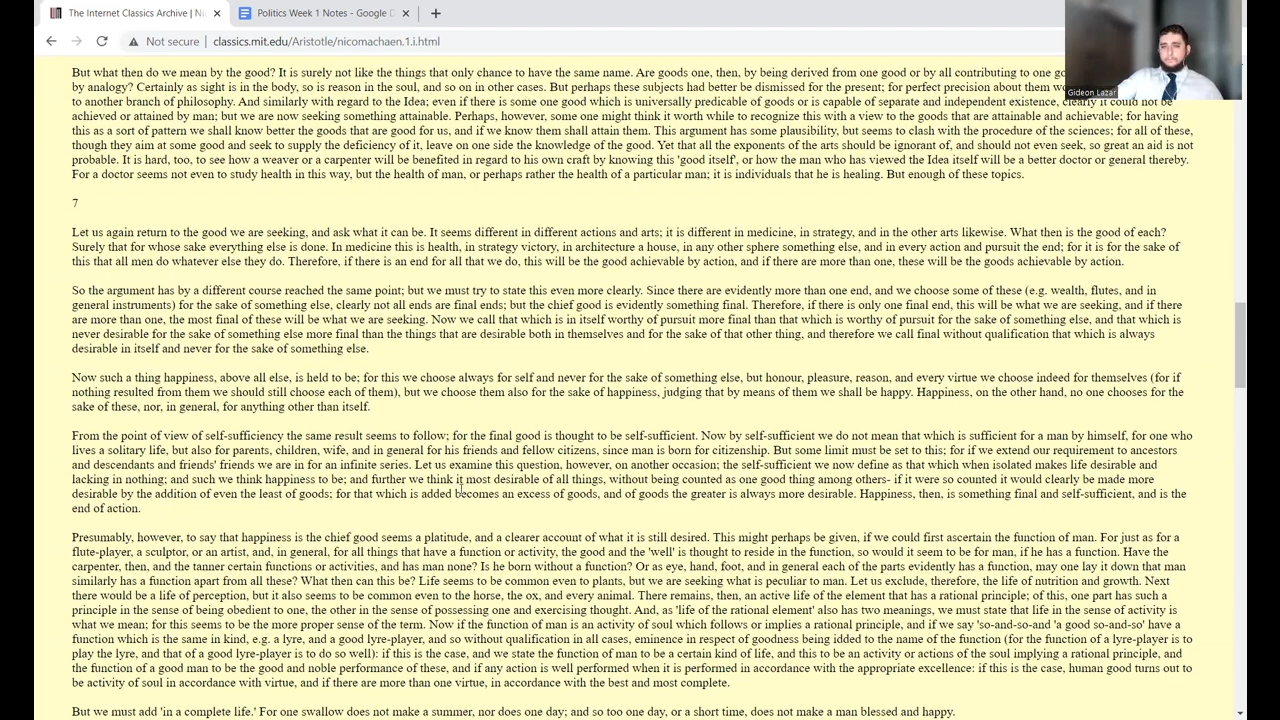 The Internet Classics Archive | Ni
Politics Week 1 Notes - Google D
Not secure
classics.mit.edu/Aristotle/nicomachaen.1.i.html
Gideon Lazar
But what then do we mean by the good? It is surely not like the things that only chance to have the same name. Are goods one, then, by being derived from one good or by all contributing to one go
by analogy? Certainly as sight is in the body, so is reason in the soul, and so on in other cases. But perhaps these subjects had better be dismissed for the present; for perfect precision about them wo
to another branch of philosophy. And similarly with regard to the Idea; even if there is some one good which is universally predicable of goods or is capable of separate and independent existence, clearly it could not be
achieved or attained by man; but we are now seeking something attainable. Perhaps, however, some one might think it worth while to recognize this with a view to the goods that are attainable and achievable; for having
this as a sort of pattern we shall know better the goods that are good for us, and if we know them shall attain them. This argument has some plausibility, but seems to clash with the procedure of the sciences; for all of these,
though they aim at some good and seek to supply the deficiency of it, leave on one side the knowledge of the good. Yet that all the exponents of the arts should be ignorant of, and should not even seek, so great an aid is not
probable. It is hard, too, to see how a weaver or a carpenter will be benefited in regard to his own craft by knowing this 'good itself', or how the man who has viewed the Idea itself will be a better doctor or general thereby.
For a doctor seems not even to study health in this way, but the health of man, or perhaps rather the health of a particular man; it is individuals that he is healing. But enough of these topics.
7
Let us again return to the good we are seeking, and ask what it can be. It seems different in different actions and arts; it is different in medicine, in strategy, and in the other arts likewise. What then is the good of each?
Surely that for whose sake everything else is done. In medicine this is health, in strategy victory, in architecture a house, in any other sphere something else, and in every action and pursuit the end; for it is for the sake of
this that all men do whatever else they do. Therefore, if there is an end for all that we do, this will be the good achievable by action, and if there are more than one, these will be the goods achievable by action.
So the argument has by a different course reached the same point; but we must try to state this even more clearly. Since there are evidently more than one end, and we choose some of these (e.g. wealth, flutes, and in
general instruments) for the sake of something else, clearly not all ends are final ends; but the chief good is evidently something final. Therefore, if there is only one final end, this will be what we are seeking, and if there
are more than one, the most final of these will be what we are seeking. Now we call that which is in itself worthy of pursuit more final than that which is worthy of pursuit for the sake of something else, and that which is
never desirable for the sake of something else more final than the things that are desirable both in themselves and for the sake of that other thing, and therefore we call final without qualification that which is always
desirable in itself and never for the sake of something else.
Now such a thing happiness, above all else, is held to be; for this we choose always for self and never for the sake of something else, but honour, pleasure, reason, and every virtue we choose indeed for themselves (for if
nothing resulted from them we should still choose each of them), but we choose them also for the sake of happiness, judging that by means of them we shall be happy. Happiness, on the other hand, no one chooses for the
sake of these, nor, in general, for anything other than itself.
From the point of view of self-sufficiency the same result seems to follow; for the final good is thought to be self-sufficient. Now by self-sufficient we do not mean that which is sufficient for a man by himself, for one who
lives a solitary life, but also for parents, children, wife, and in general for his friends and fellow citizens, since man is born for citizenship. But some limit must be set to this; for if we extend our requirement to ancestors
and descendants and friends' friends we are in for an infinite series. Let us examine this question, however, on another occasion; the self-sufficient we now define as that which when isolated makes life desirable and
lacking in nothing; and such we think happiness to be; and further we think it most desirable of all things, without being counted as one good thing among others- if it were so counted it would clearly be made more
desirable by the addition of even the least of goods; for that which is added becomes an excess of goods, and of goods the greater is always more desirable. Happiness, then, is something final and self-sufficient, and is the
end of action.
Presumably, however, to say that happiness is the chief good seems a platitude, and a clearer account of what it is still desired. This might perhaps be given, if we could first ascertain the function of man. For just as for a
flute-player, a sculptor, or an artist, and, in general, for all things that have a function or activity, the good and the 'well' is thought to reside in the function, so would it seem to be for man, if he has a function. Have the
carpenter, then, and the tanner certain functions or activities, and has man none? Is he born without a function? Or as eye, hand, foot, and in general each of the parts evidently has a function, may one lay it down that man
similarly has a function apart from all these? What then can this be? Life seems to be common even to plants, but we are seeking what is peculiar to man. Let us exclude, therefore, the life of nutrition and growth. Next
there would be a life of perception, but it also seems to be common even to the horse, the ox, and every animal. There remains, then, an active life of the element that has a rational principle; of this, one part has such a
principle in the sense of being obedient to one, the other in the sense of possessing one and exercising thought. And, as 'life of the rational element' also has two meanings, we must state that life in the sense of activity is
what we mean; for this seems to be the more proper sense of the term. Now if the function of man is an activity of soul which follows or implies a rational principle, and if we say 'so-and-so-and 'a good so-and-so' have a
function which is the same in kind, e.g. a lyre, and a good lyre-player, and so without qualification in all cases, eminence in respect of goodness being idded to the name of the function (for the function of a lyre-player is to
play the lyre, and that of a good lyre-player is to do so well): if this is the case, and we state the function of man to be a certain kind of life, and this to be an activity or actions of the soul implying a rational principle, and
the function of a good man to be the good and noble performance of these, and if any action is well performed when it is performed in accordance with the appropriate excellence: if this is the case, human good turns out to
be activity of soul in accordance with virtue, and if there are more than one virtue, in accordance with the best and most complete.
But we must add 'in a complete life.' For one swallow does not make a summer, nor does one day; and so too one day, or a short time, does not make a man blessed and happy.